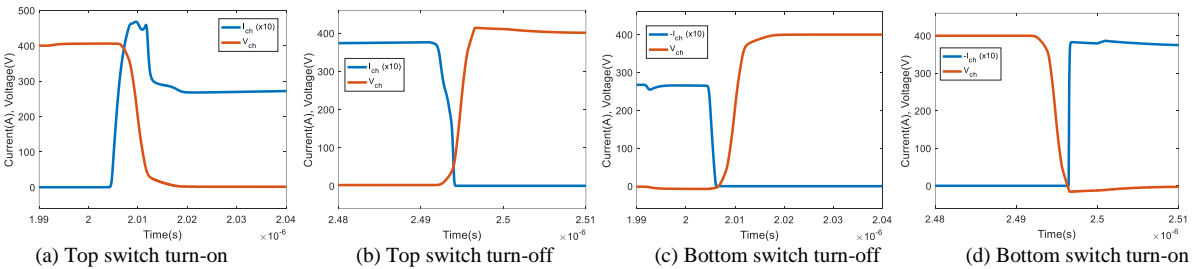 500
400
300
200
100
0
Current(A), Voltage(V)
I_ch (x10)
V_ch
1.99 2 2.01 2.02 2.03 2.04
Time(s) ×10^-6
(a) Top switch turn-on
400
300
200
100
0
Current(A), Voltage(V)
I_ch (x10)
V_ch
2.48 2.49 2.5 2.51
Time(s) ×10^-6
(b) Top switch turn-off
400
300
200
100
0
Current(A), Voltage(V)
-I_ch (x10)
V_ch
1.99 2 2.01 2.02 2.03 2.04
Time(s) ×10^-6
(c) Bottom switch turn-off
400
300
200
100
0
Current(A), Voltage(V)
-I_ch (x10)
V_ch
2.48 2.49 2.5 2.51
Time(s) ×10^-6
(d) Bottom switch turn-on